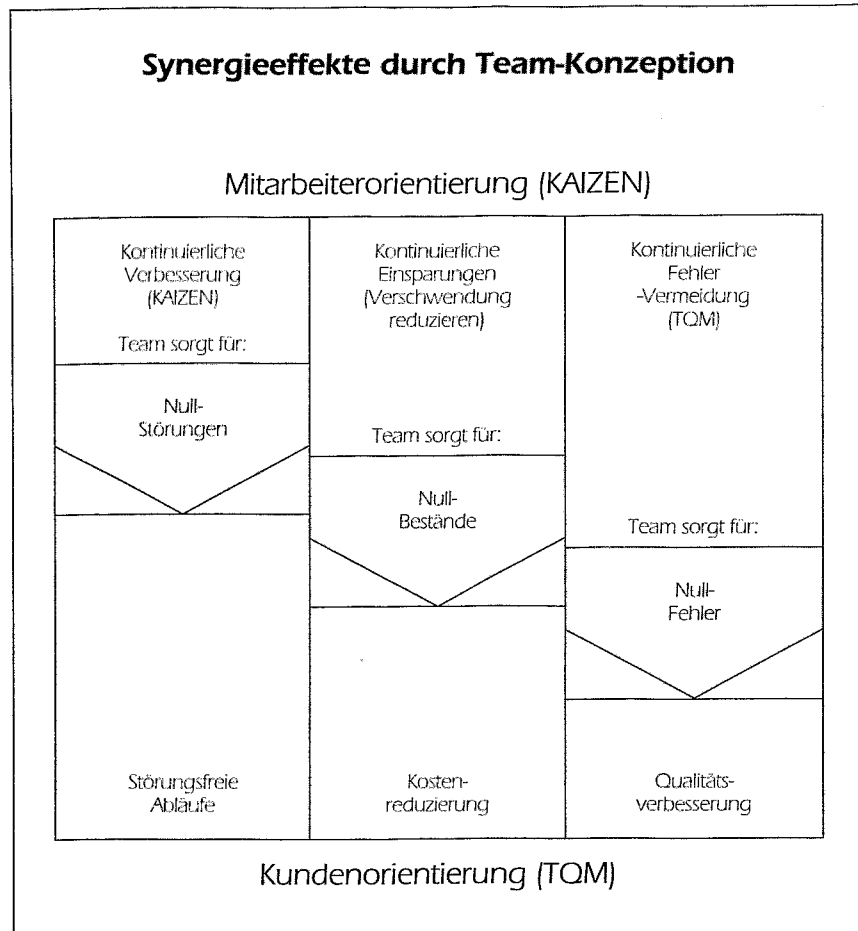 Synergieeffekte durch Team-Konzeption
Mitarbeiterorientierung (KAIZEN)
Kontinuierliche
Verbesserung
(KAIZEN)
Team sorgt für:
Null-
Störungen
Störungsfreie
Abläufe
Kontinuierliche
Einsparungen
(Verschwendung
reduzieren)
Team sorgt für:
Null-
Bestände
Kosten-
reduzierung
Kontinuierliche
Fehler
-Vermeidung
(TQM)
Team sorgt für:
Null-
Fehler
Qualitäts-
verbesserung
Kundenorientierung (TQM)